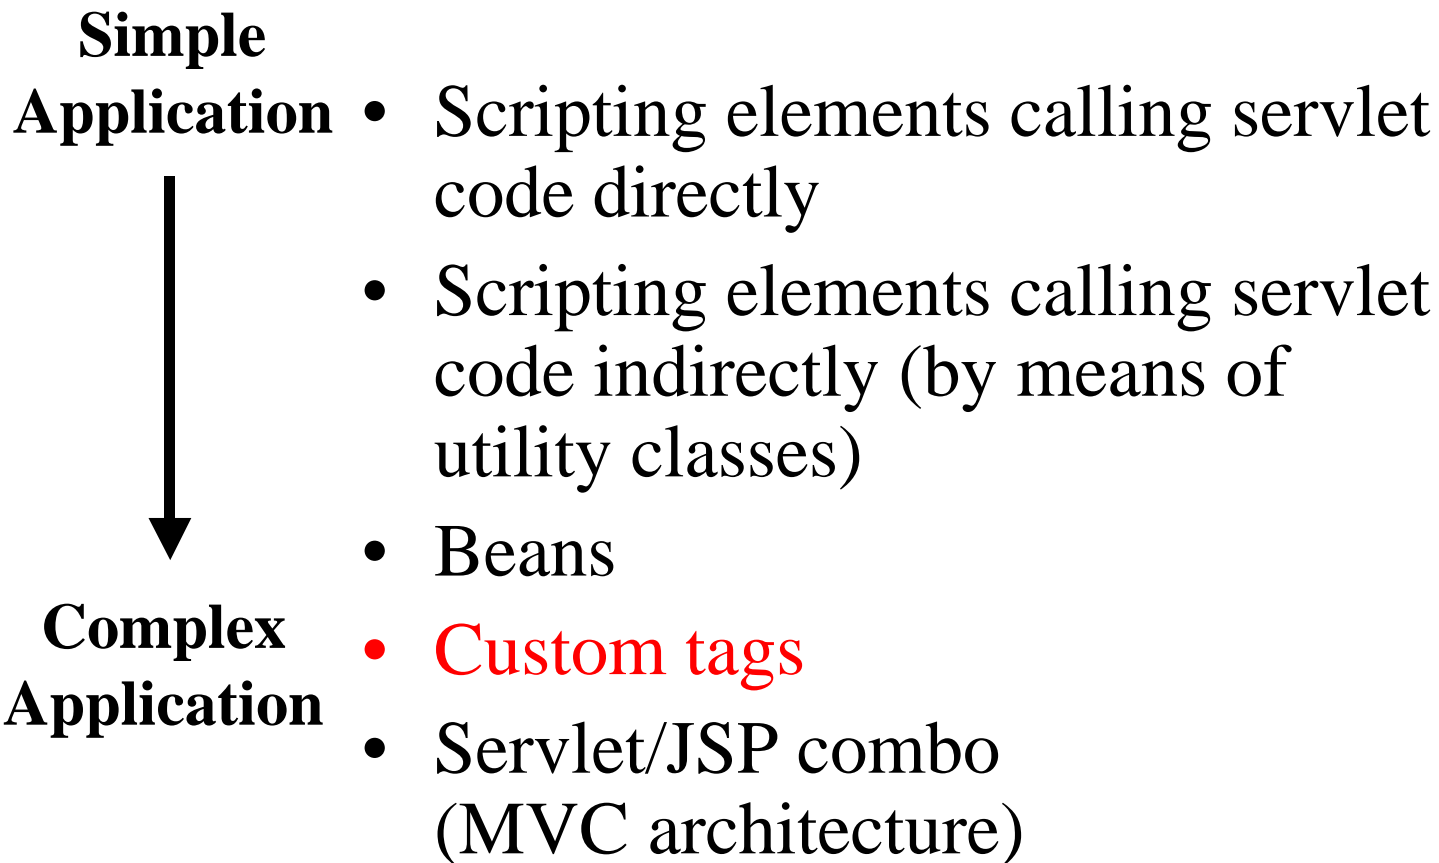 Simple
Application
• Scripting elements calling servlet
code directly
• Scripting elements calling servlet
code indirectly (by means of
utility classes)
• Beans
Complex
Application
• Custom tags
• Servlet/JSP combo
(MVC architecture)